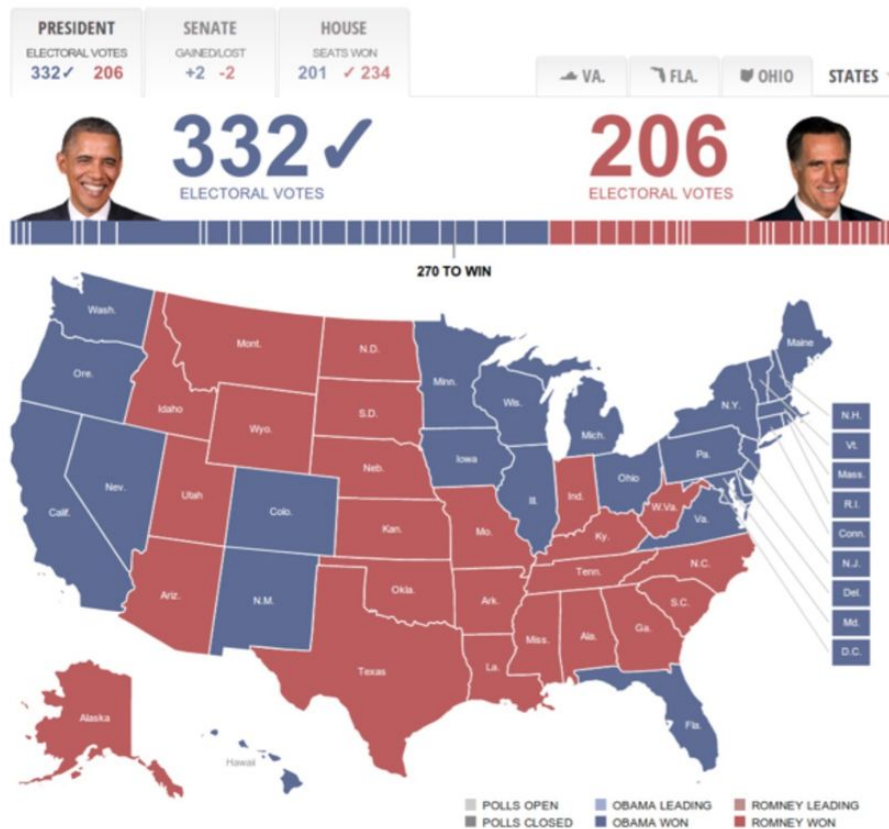 PRESIDENT
ELECTORAL VOTES
332✓ 206
SENATE
GAINED/LOST
+2 -2
HOUSE
SEATS WON
201 ✓ 234
VA.
FLA.
OHIO
STATES
332✓
ELECTORAL VOTES
206
ELECTORAL VOTES
270 TO WIN
Wash.
Ore.
Calif.
Nev.
Idaho
Mont.
Wyo.
Utah
Colo.
Ariz.
N.M.
N.D.
S.D.
Neb.
Kan.
Okla.
Texas
Minn.
Iowa
Mo.
Ark.
La.
Wis.
Ill.
Mich.
Ind.
Ohio
Ky.
Tenn.
Miss.
Ala.
Ga.
Fla.
S.C.
N.C.
Va.
W.Va.
Pa.
N.Y.
Maine
N.H.
Vt.
Mass.
R.I.
Conn.
N.J.
Del.
Md.
D.C.
Alaska
Hawaii
POLLS OPEN
POLLS CLOSED
OBAMA LEADING
OBAMA WON
ROMNEY LEADING
ROMNEY WON